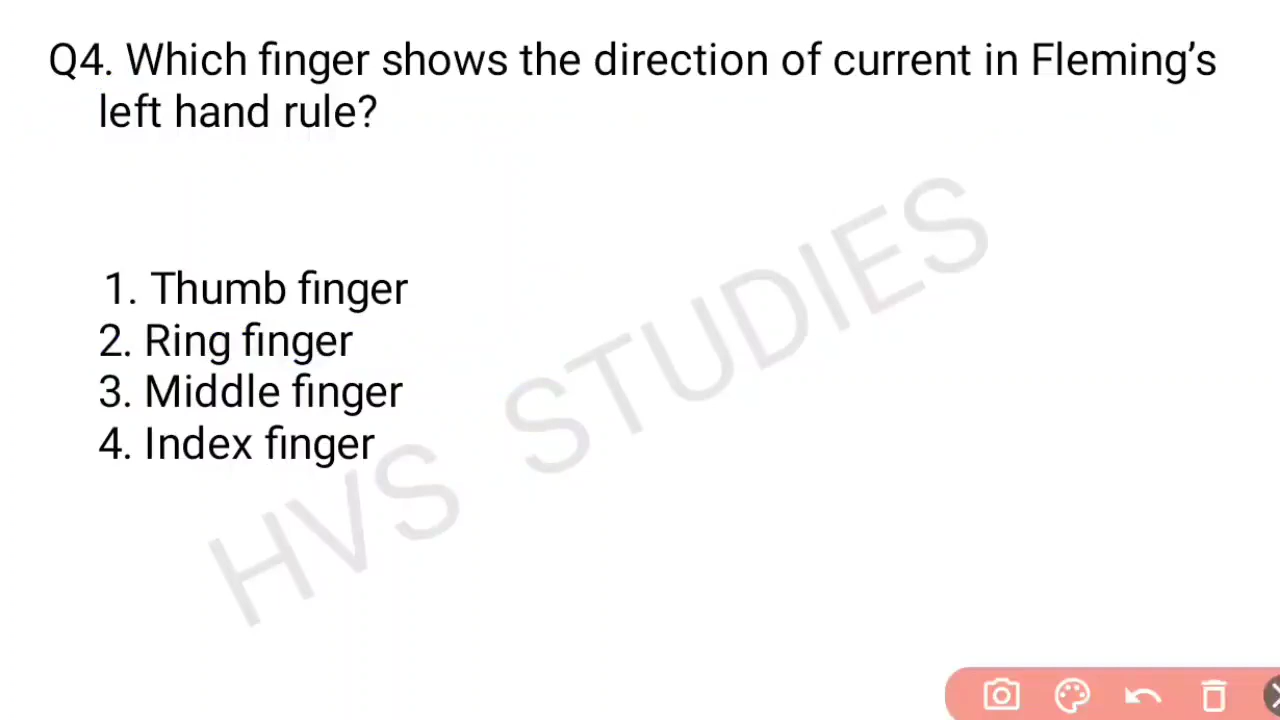 Q4. Which finger shows the direction of current in Fleming’s
left hand rule?
1. Thumb finger
2. Ring finger
3. Middle finger
4. Index finger
HVS STUDIES